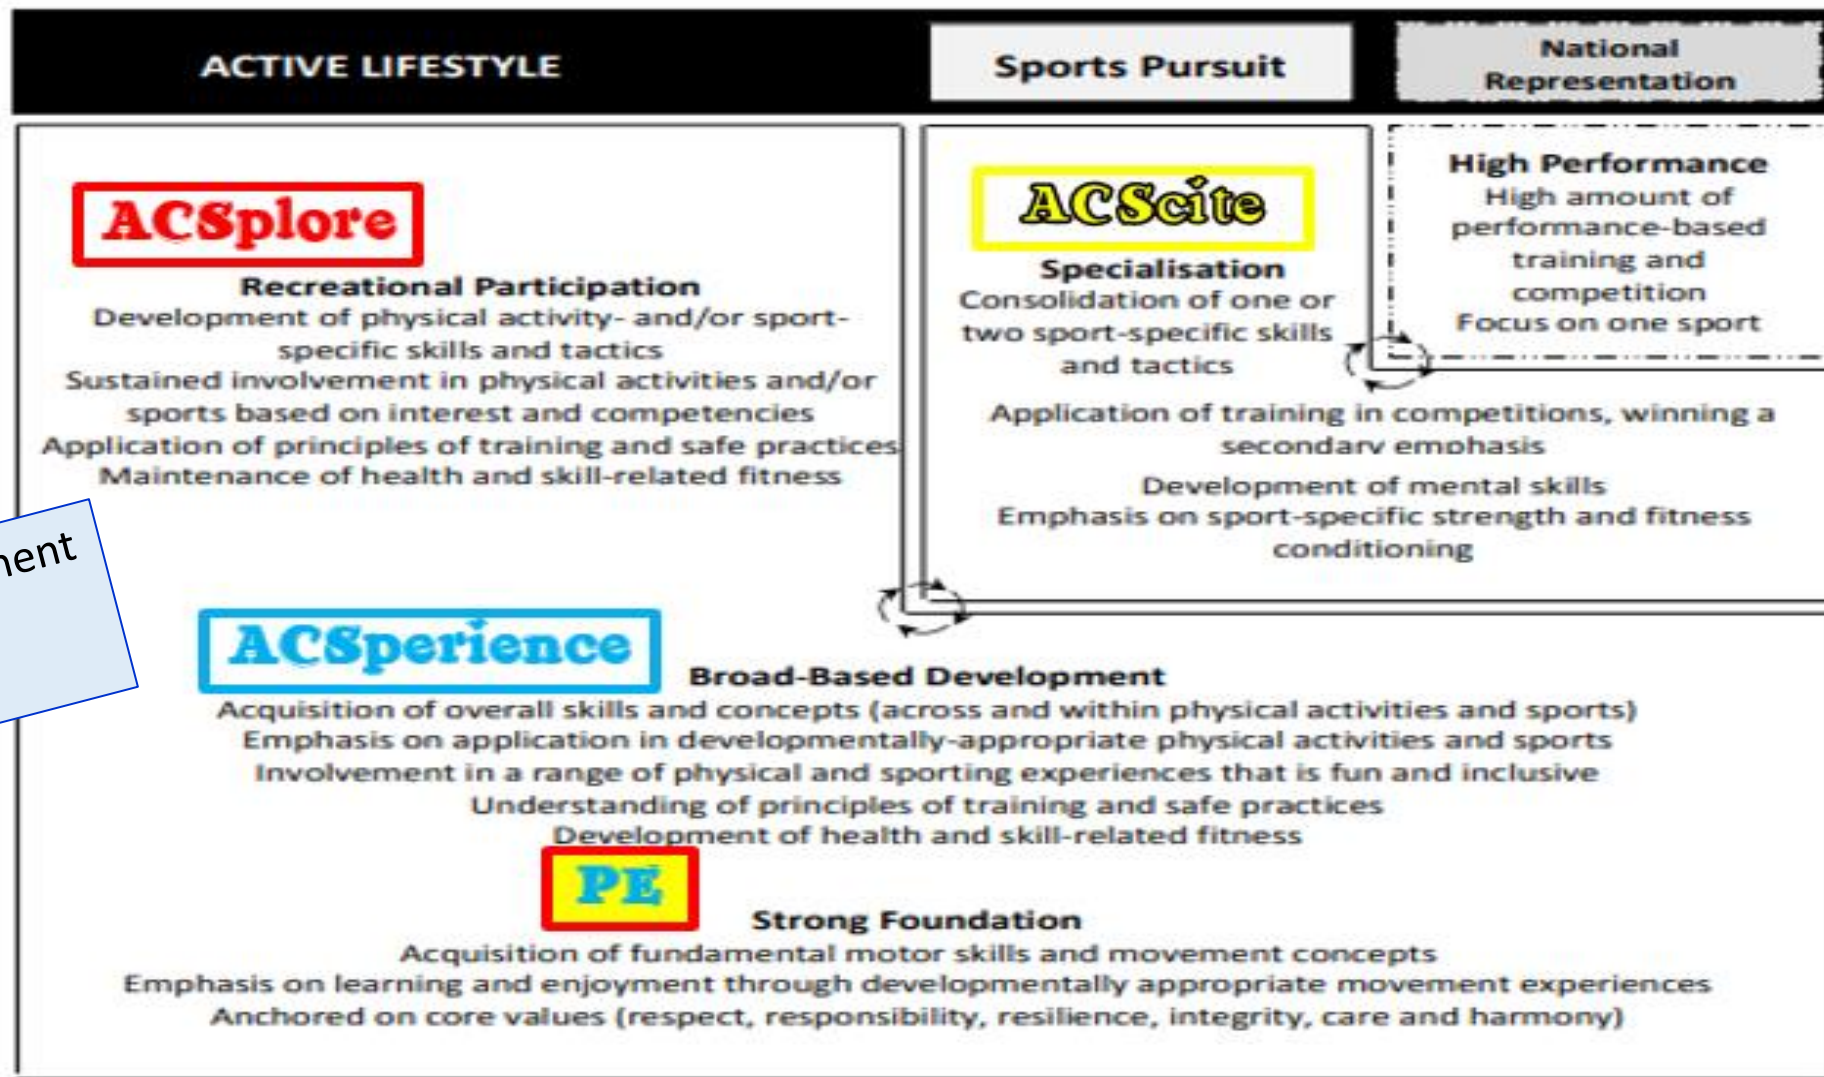 ACTIVE LIFESTYLE
Sports Pursuit
National
Representation
ACSplore
Recreational Participation
Development of physical activity- and/or sport-
specific skills and tactics
Sustained involvement in physical activities and/or
sports based on interest and competencies
Application of principles of training and safe practices
Maintenance of health and skill-related fitness
ACScite
Specialisation
Consolidation of one or
two sport-specific skills
and tactics
High Performance
High amount of
performance-based
training and
competition
Focus on one sport
Application of training in competitions, winning a
secondary emphasis
Development of mental skills
Emphasis on sport-specific strength and fitness
conditioning
ACSperience
Broad-Based Development
Acquisition of overall skills and concepts (across and within physical activities and sports)
Emphasis on application in developmentally-appropriate physical activities and sports
Involvement in a range of physical and sporting experiences that is fun and inclusive
Understanding of principles of training and safe practices
Development of health and skill-related fitness
PE
Strong Foundation
Acquisition of fundamental motor skills and movement concepts
Emphasis on learning and enjoyment through developmentally appropriate movement experiences
Anchored on core values (respect, responsibility, resilience, integrity, care and harmony)